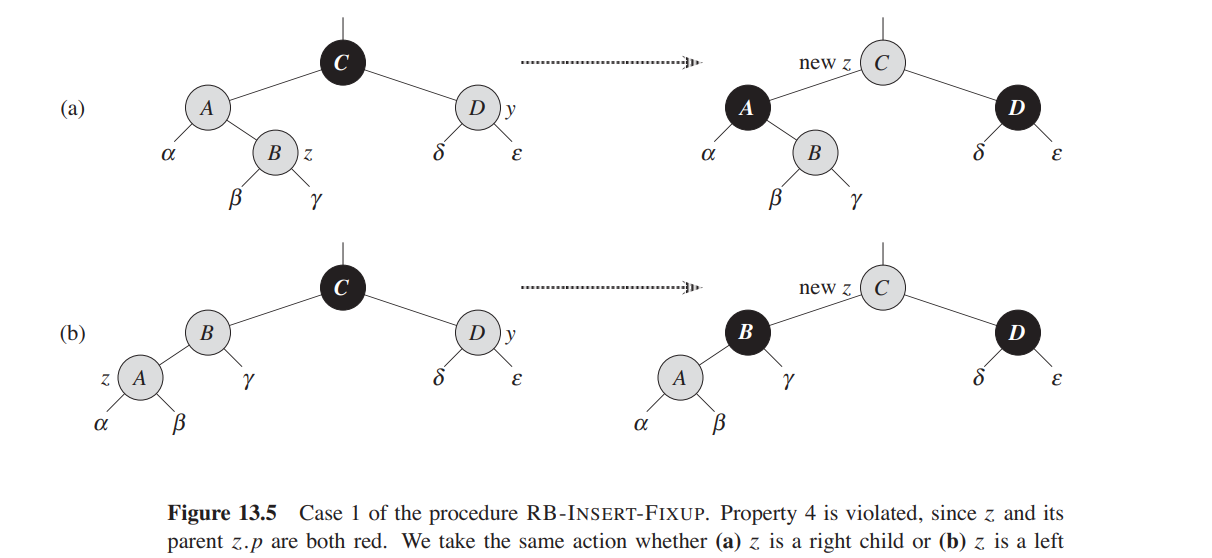 C
new z C
(a) A D y A D
α B z δ ε α B δ ε
β γ β γ
C
new z C
(b) B D y B D
z A γ δ ε A γ δ ε
α β α β
Figure 13.5 Case 1 of the procedure RB-INSERT-FIXUP. Property 4 is violated, since z and its
parent z.p are both red. We take the same action whether (a) z is a right child or (b) z is a left